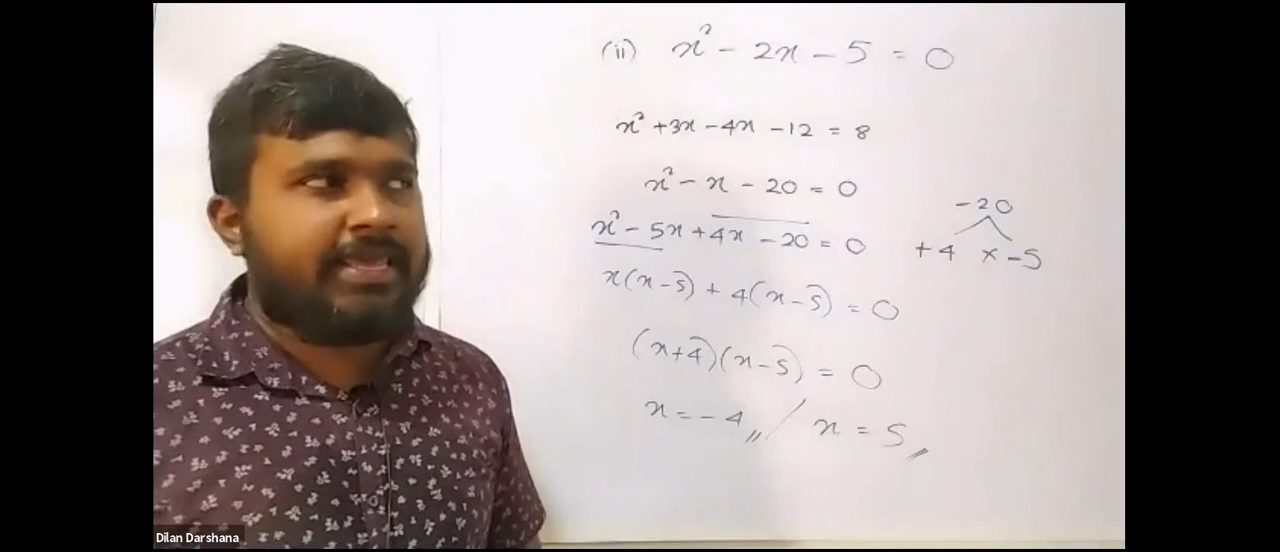 (ii) x² - 2x - 5 = 0
x² + 3x - 4x - 12 = 8
x² - x - 20 = 0
-20
x² - 5x + 4x - 20 = 0
+4 x -5
x(x-5) + 4(x-5) = 0
(x+4)(x-5) = 0
x = -4,, / x = 5,,
Dilan Darshana